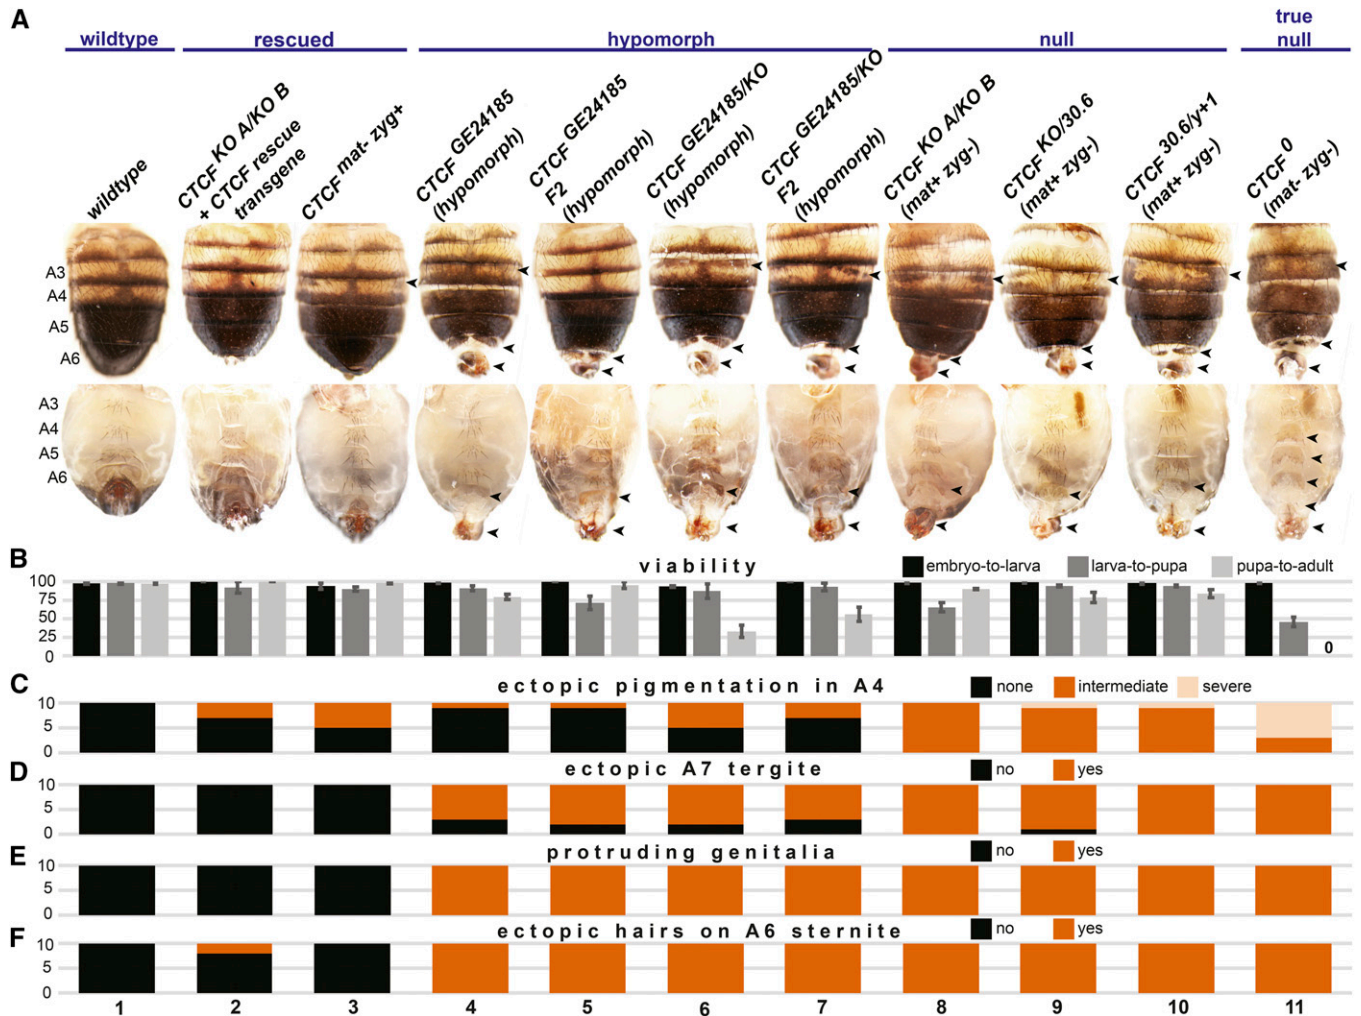 A
wildtype
rescued
hypomorph
null
true
null
wildtype
CTCF KO A/KO B
+ CTCF rescue
transgene
CTCF mat- zyg+
CTCF GE24185
(hypomorph)
CTCF GE24185
F2
(hypomorph)
CTCF GE24185/KO
(hypomorph)
CTCF GE24185/KO
F2
(hypomorph)
CTCF KO A/KO B
(mat+ zyg-)
CTCF KO/30.6
(mat+ zyg-)
CTCF 30.6/y+1
(mat+ zyg-)
CTCF 0
(mat- zyg-)
A3
A4
A5
A6
A3
A4
A5
A6
B
viability
embryo-to-larva
larva-to-pupa
pupa-to-adult
100
75
50
25
0
0
C
ectopic pigmentation in A4
none
intermediate
severe
10
5
0
D
ectopic A7 tergite
no
yes
10
5
0
E
protruding genitalia
no
yes
10
5
0
F
ectopic hairs on A6 sternite
no
yes
10
5
0
1 2 3 4 5 6 7 8 9 10 11